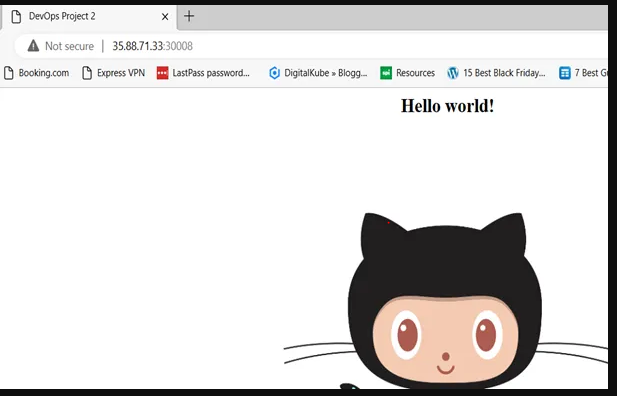 DevOps Project 2
Not secure | 35.88.71.33:30008
Booking.com Express VPN LastPass password... DigitalKube » Blogg... Resources 15 Best Black Friday... 7 Best G
Hello world!